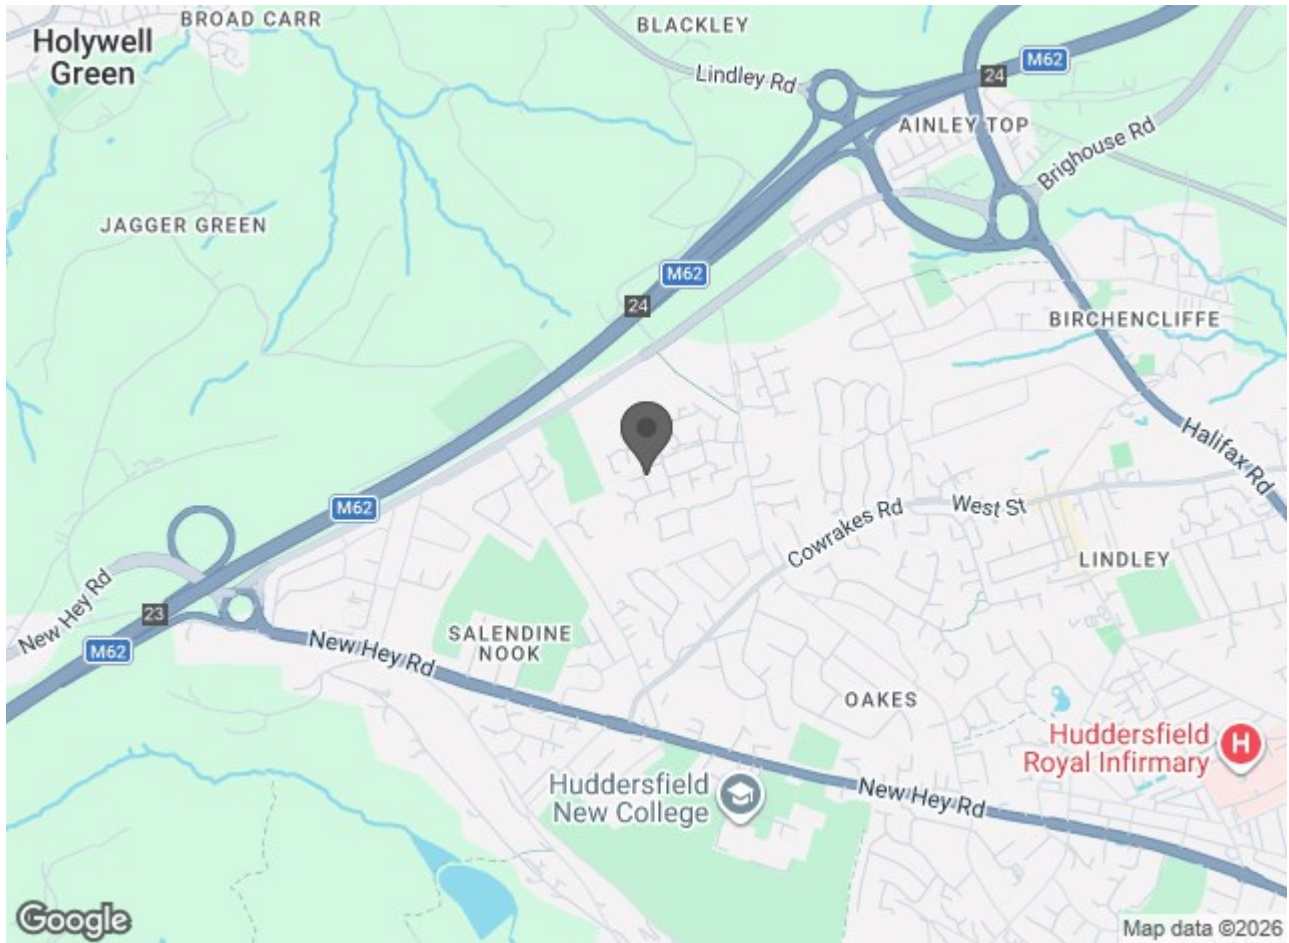 BROAD CARR
BLACKLEY
Holywell
Green
Lindley Rd
24
M62
AINLEY TOP
Brighouse Rd
JAGGER GREEN
M62
24
BIRCHENCLIFFE
Halifax Rd
M62
Cowrakes Rd
West St
LINDLEY
New Hey Rd
23
M62
New Hey Rd
SALENDINE
NOOK
OAKES
Huddersfield
Royal Infirmary
H
Huddersfield
New College
New Hey Rd
Google
Map data ©2026